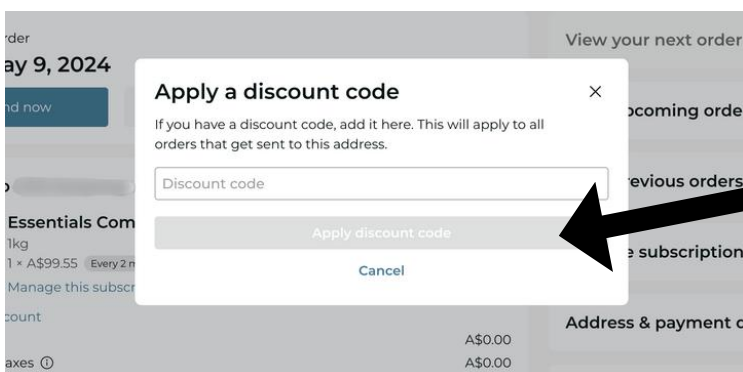 rder
View your next order
ay 9, 2024
Apply a discount code
nd now
If you have a discount code, add it here. This will apply to all
orders that get sent to this address.
pcoming orde
Discount code
evious orders
Essentials Com
1kg
Apply discount code
1 × A$99.55 Every 2 m
e subscription
Cancel
Manage this subscr
count
Address & payment
A$0.00
axes
A$0.00